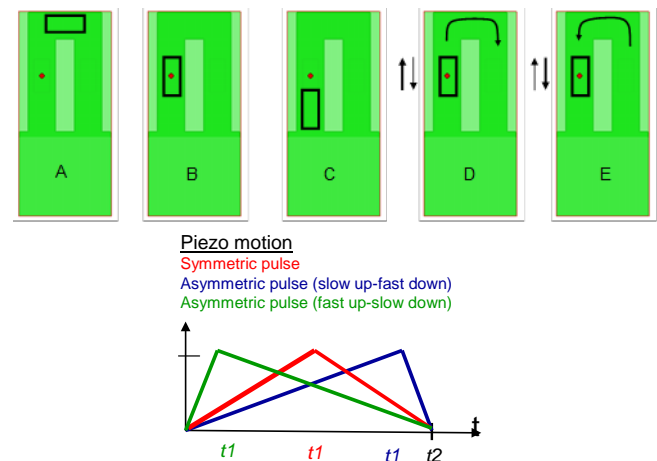 A B C D E
Piezo motion
Symmetric pulse
Asymmetric pulse (slow up-fast down)
Asymmetric pulse (fast up-slow down)
t
t1 t1 t1 t2